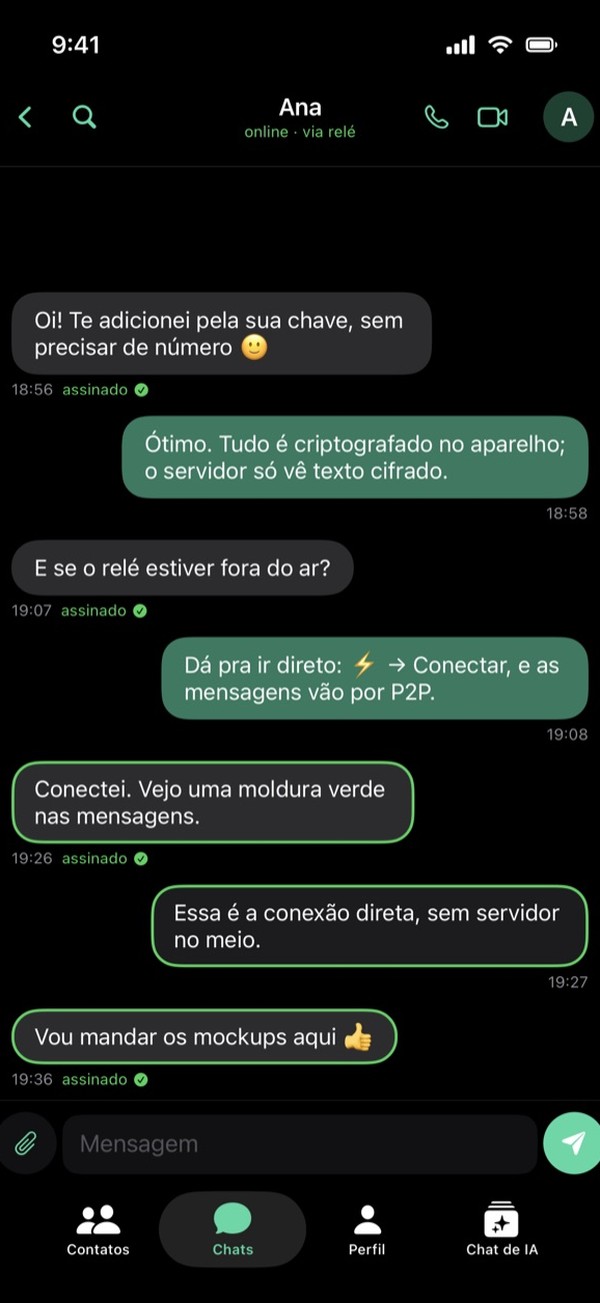 9:41
Ana
online · via relé
A
Oi! Te adicionei pela sua chave, sem
precisar de número 🙂
18:56 assinado
Ótimo. Tudo é criptografado no aparelho;
o servidor só vê texto cifrado.
18:58
E se o relé estiver fora do ar?
19:07 assinado
Dá pra ir direto: ⚡ → Conectar, e as
mensagens vão por P2P.
19:08
Conectei. Vejo uma moldura verde
nas mensagens.
19:26 assinado
Essa é a conexão direta, sem servidor
no meio.
19:27
Vou mandar os mockups aqui 👍
19:36 assinado
Mensagem
Contatos
Chats
Perfil
Chat de IA